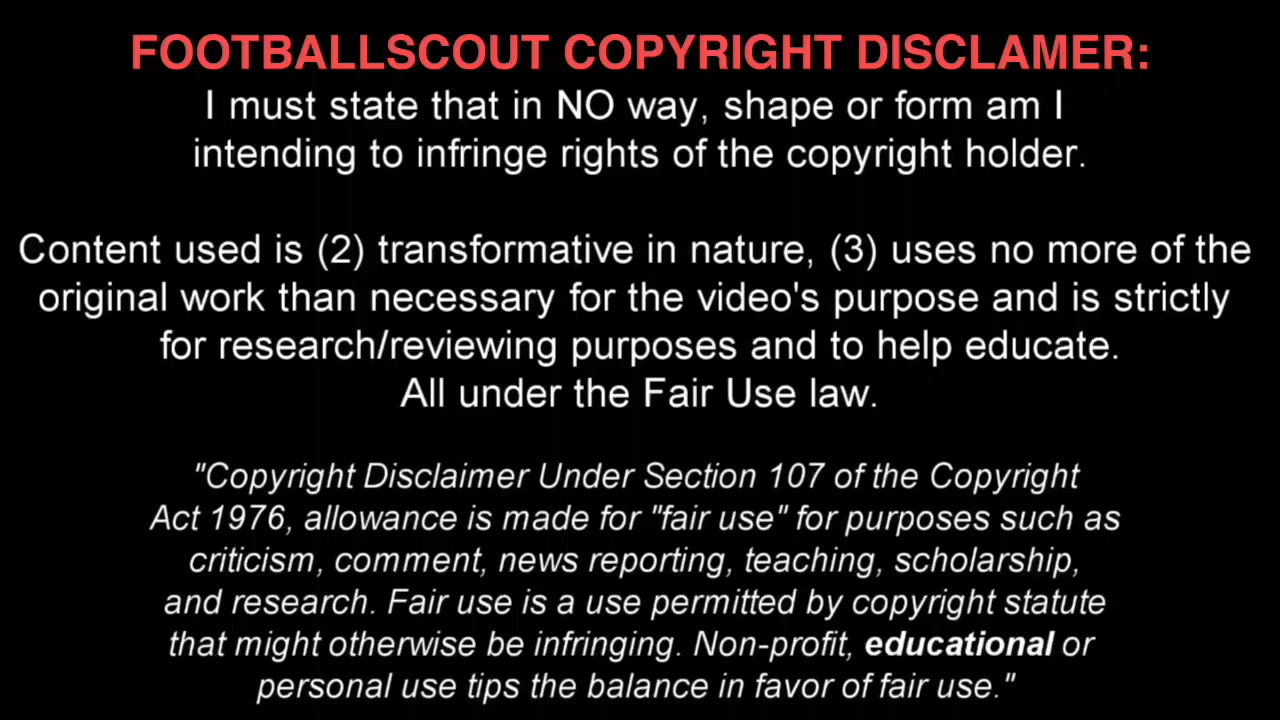 FOOTBALLSCOUT COPYRIGHT DISCLAMER:
I must state that in NO way, shape or form am I
intending to infringe rights of the copyright holder.
Content used is (2) transformative in nature, (3) uses no more of the
original work than necessary for the video's purpose and is strictly
for research/reviewing purposes and to help educate.
All under the Fair Use law.
"Copyright Disclaimer Under Section 107 of the Copyright
Act 1976, allowance is made for "fair use" for purposes such as
criticism, comment, news reporting, teaching, scholarship,
and research. Fair use is a use permitted by copyright statute
that might otherwise be infringing. Non-profit, educational or
personal use tips the balance in favor of fair use."